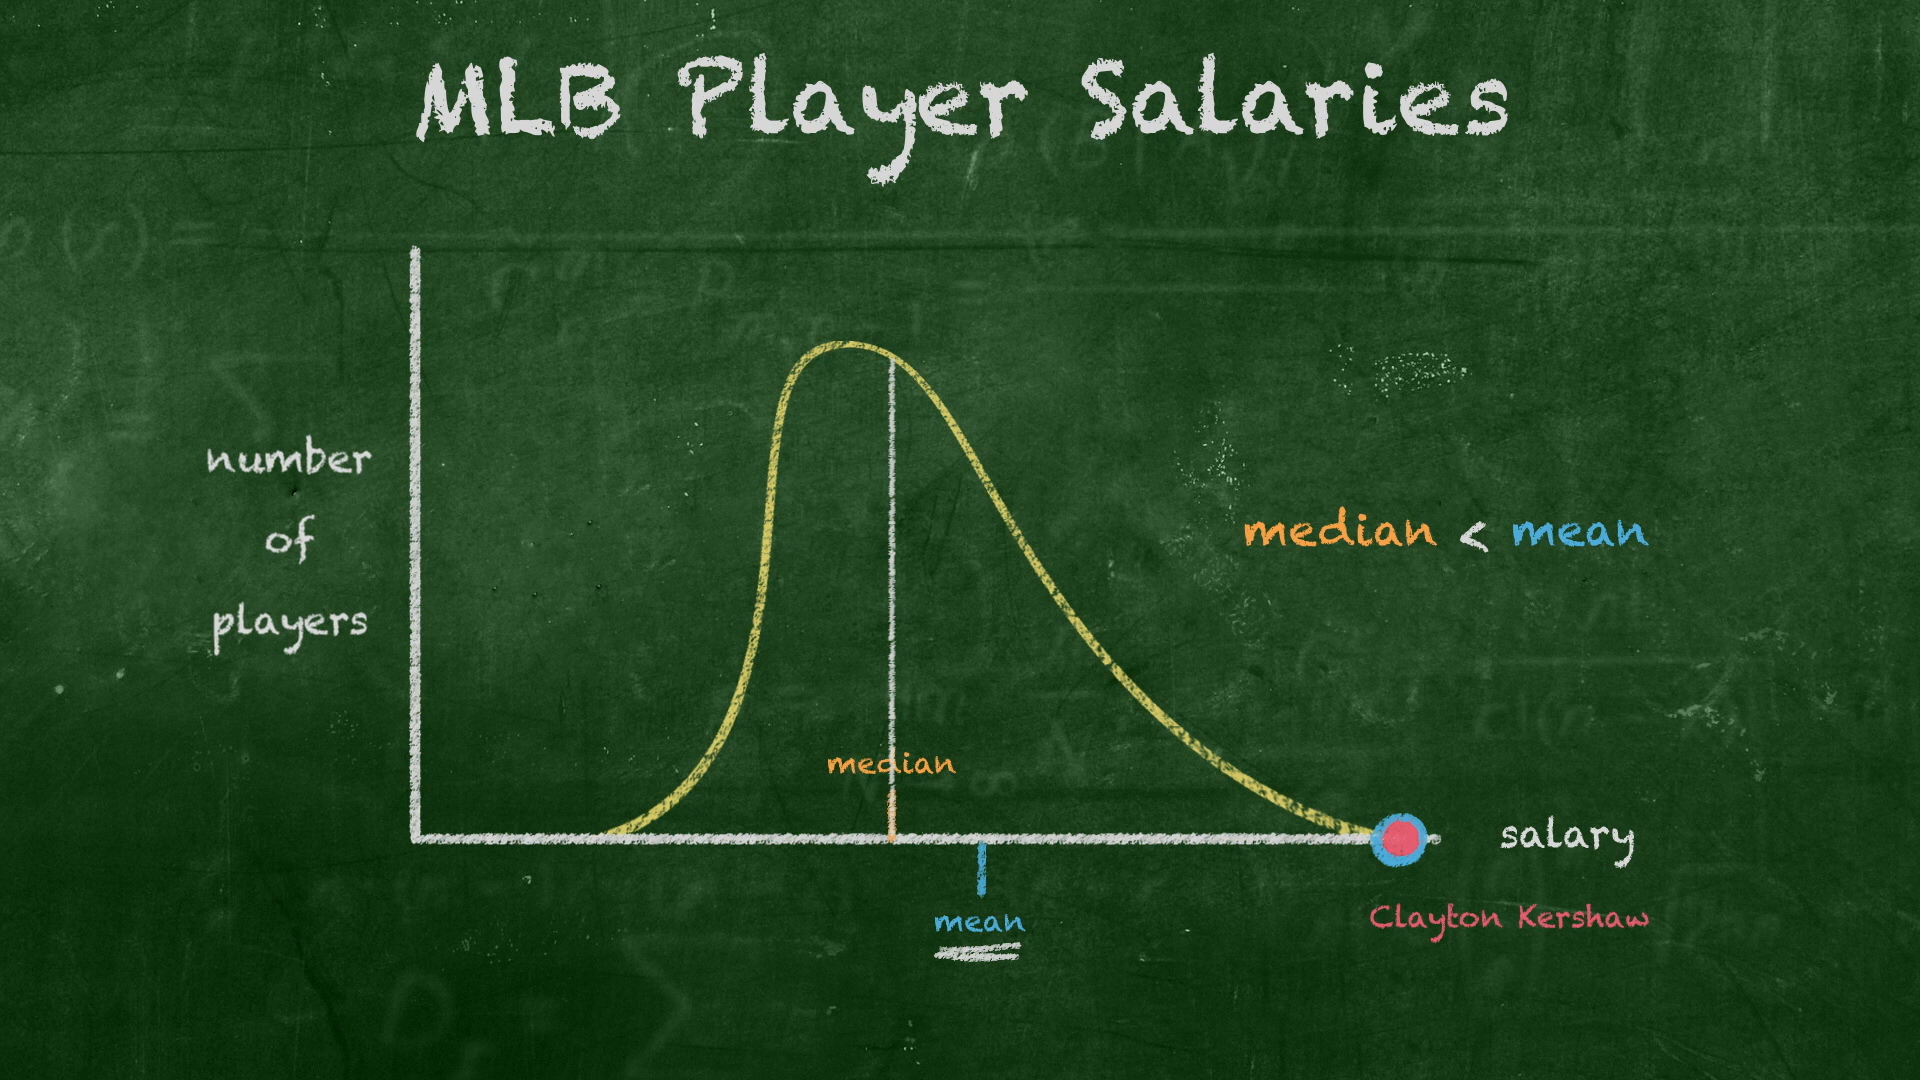 MLB Player Salaries
number
of
players
median < mean
median
salary
mean
Clayton Kershaw